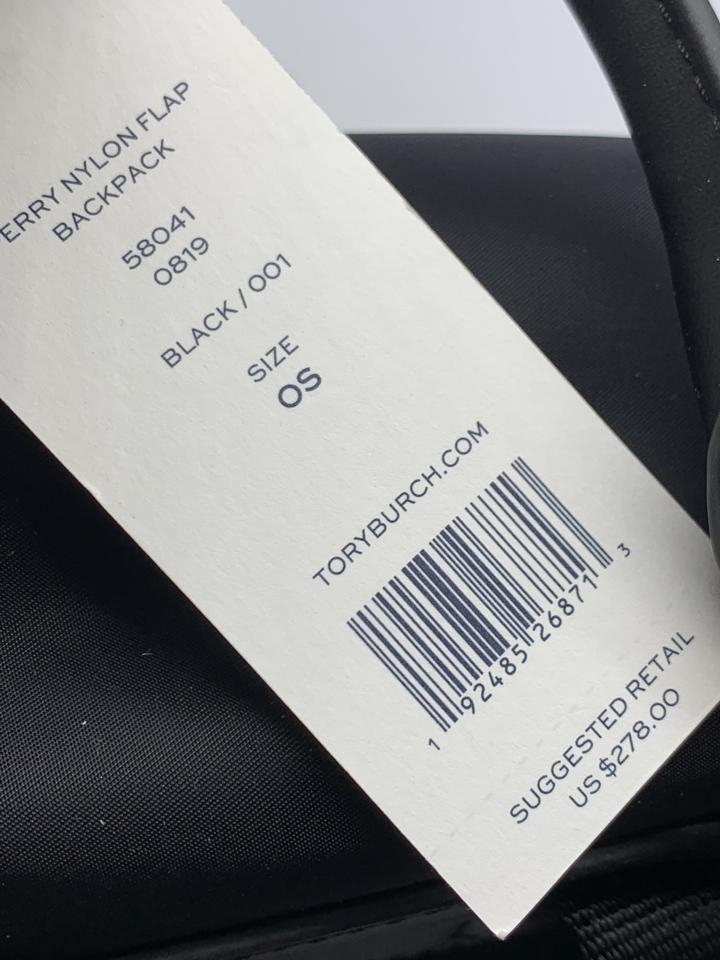 ERRY NYLON FLAP
BACKPACK
58041
0819
BLACK / 001
SIZE
OS
TORYBURCH.COM
1 92485 26871 3
SUGGESTED RETAIL
US $278.00